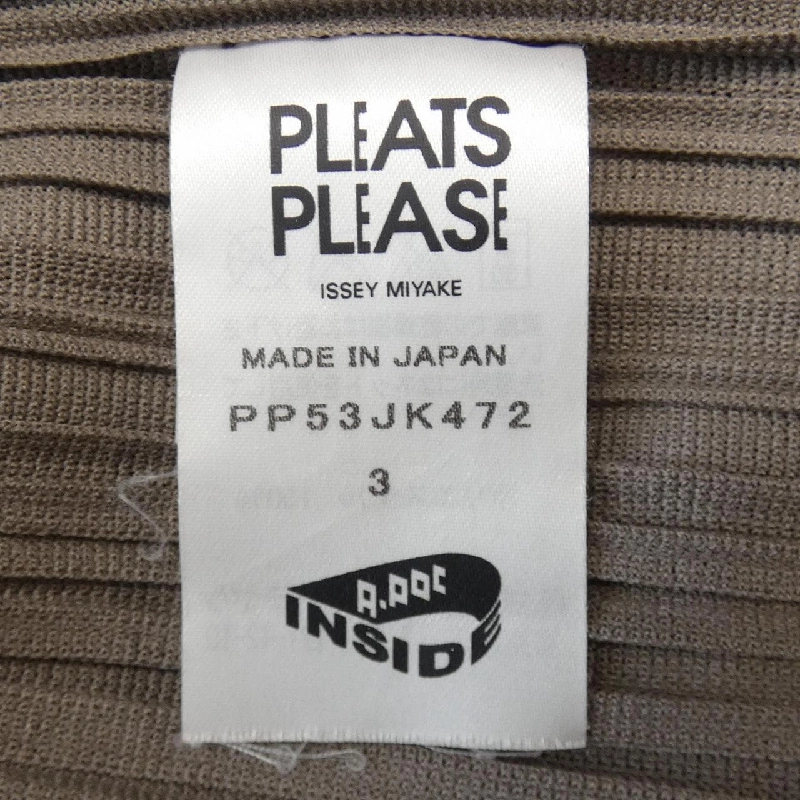 PLEATS
PLEASE
ISSEY MIYAKE
MADE IN JAPAN
PP53JK472
3
A.POC
INSIDE